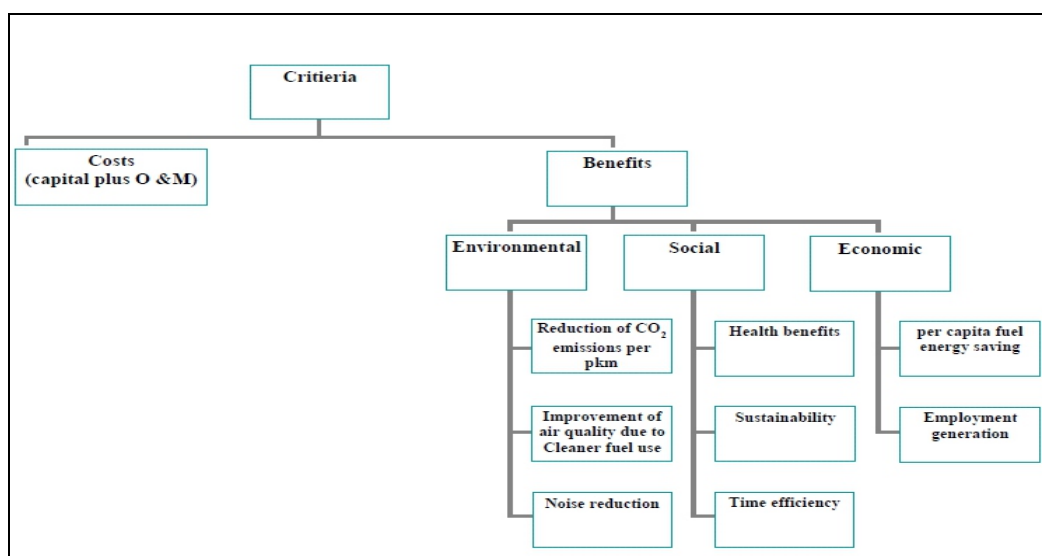 Critieria
Costs
(capital plus O &M)
Benefits
Environmental
Social
Economic
Reduction of CO₂
emissions per
pkm
Health benefits
per capita fuel
energy saving
Improvement of
air quality due to
Cleaner fuel use
Sustainability
Employment
generation
Noise reduction
Time efficiency